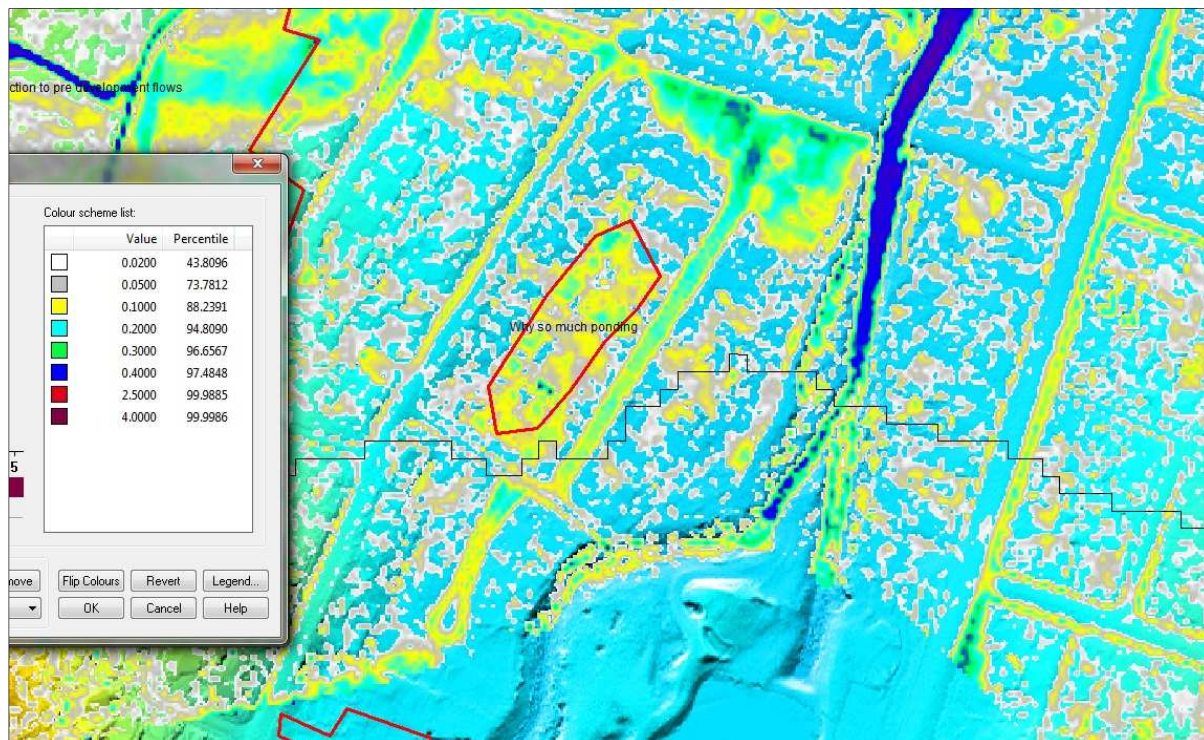 ction to pre development flows
Colour scheme list:
Value Percentile
0.0200 43.8096
0.0500 73.7812
0.1000 88.2391
0.2000 94.8090
0.3000 96.6567
0.4000 97.4848
2.5000 99.9885
4.0000 99.9986
5
Why so much ponding
move Flip Colours Revert Legend...
OK Cancel Help